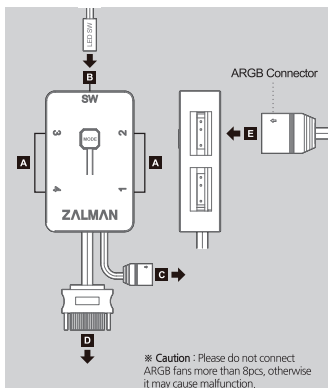 LED SW
B
SW
ARGB Connector
MODE
3
2
E
A
A
4
1
ZALMAN
C
D
※ Caution : Please do not connect
ARGB fans more than 8pcs, otherwise
it may cause malfunction.